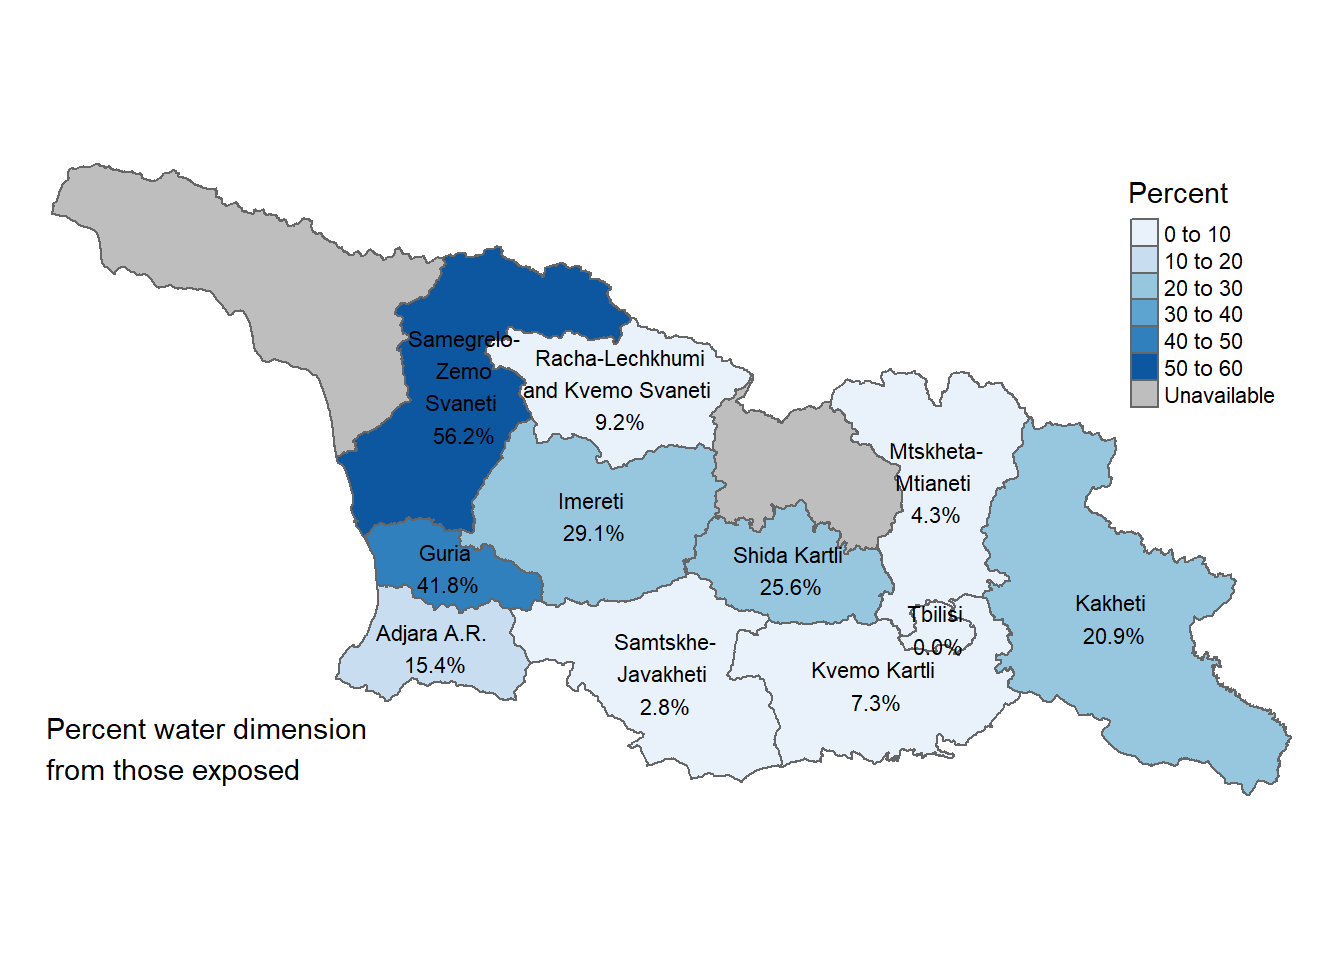 Percent
0 to 10
10 to 20
20 to 30
30 to 40
40 to 50
50 to 60
Unavailable
Samegrelo-
Zemo
Svaneti
56.2%
Racha-Lechkhumi
and Kvemo Svaneti
9.2%
Mtskheta-
Mtianeti
4.3%
Imereti
29.1%
Guria
41.8%
Shida Kartli
25.6%
Tbilisi
0.0%
Kakheti
20.9%
Adjara A.R.
15.4%
Samtskhe-
Javakheti
2.8%
Kvemo Kartli
7.3%
Percent water dimension
from those exposed